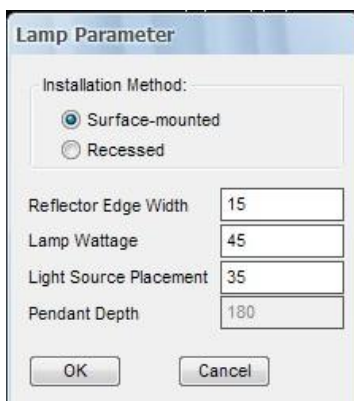 Lamp Parameter
Installation Method:
Surface-mounted
Recessed
Reflector Edge Width 15
Lamp Wattage 45
Light Source Placement 35
Pendant Depth 180
OK Cancel